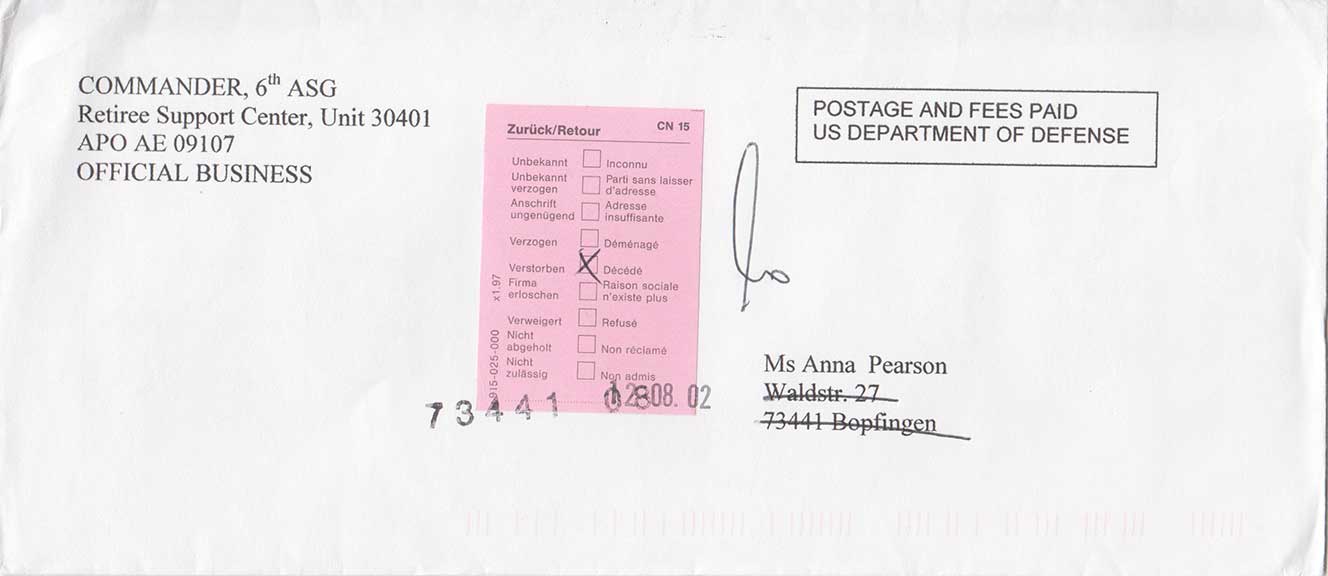 COMMANDER, 6th ASG
Retiree Support Center, Unit 30401
APO AE 09107
OFFICIAL BUSINESS
POSTAGE AND FEES PAID
US DEPARTMENT OF DEFENSE
Zurück/Retour CN 15
Unbekannt Inconnu
Unbekannt verzogen Parti sans laisser d'adresse
Anschrift ungenügend Adresse insuffisante
Verzogen Déménagé
Verstorben X Décédé
Firma erloschen Raison sociale n'existe plus
Verweigert Refusé
Nicht abgeholt Non réclamé
Nicht zulässig Non admis
915-025-000 x1.97
73441 08.02
Ms Anna Pearson
Waldstr. 27
73441 Bopfingen